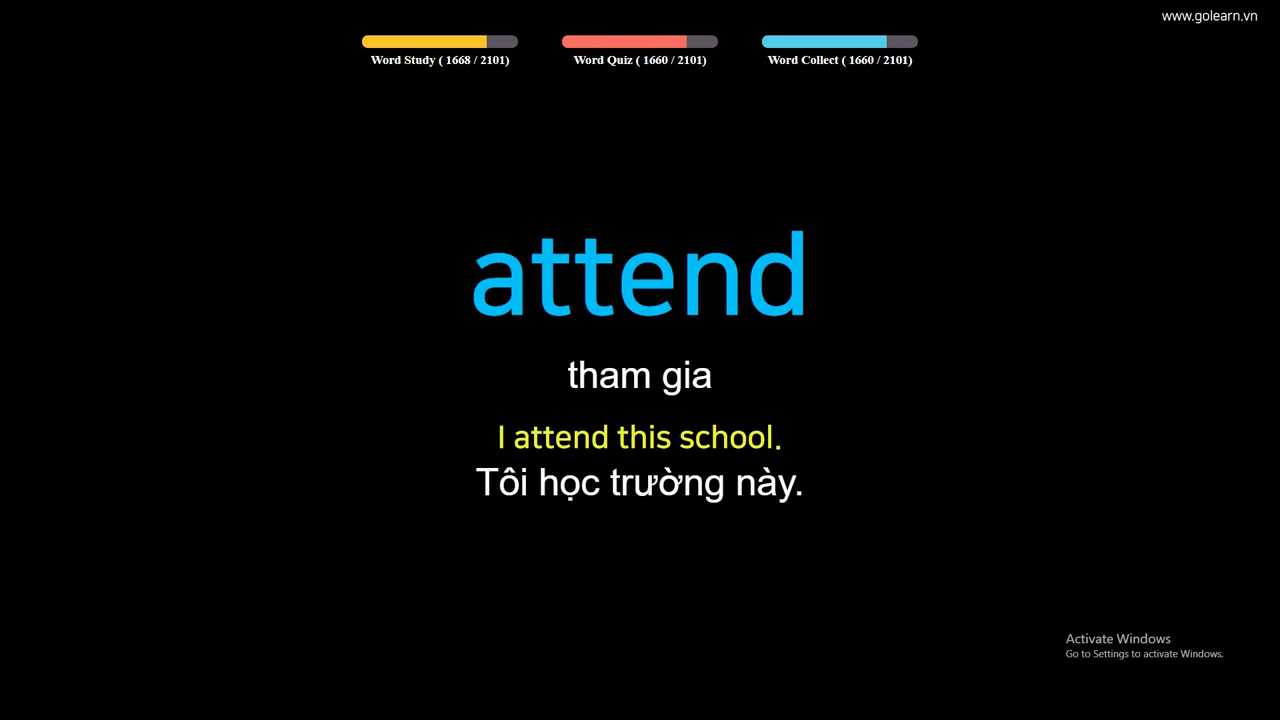 www.golearn.vn
Word Study ( 1668 / 2101)
Word Quiz ( 1660 / 2101)
Word Collect ( 1660 / 2101)
attend
tham gia
I attend this school.
Tôi học trường này.
Activate Windows
Go to Settings to activate Windows.